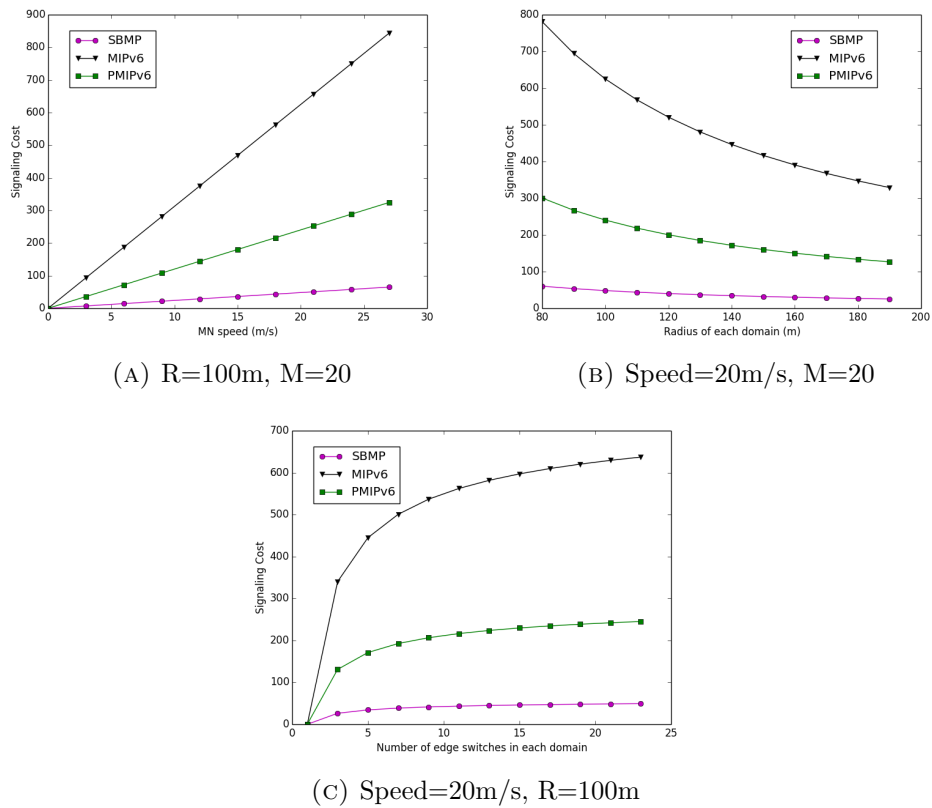 900
800
700
600
500
400
300
200
100
0
Signaling Cost
SBMP
MIPv6
PMIPv6
0 5 10 15 20 25 30
MN speed (m/s)
(A) R=100m, M=20
800
700
600
500
400
300
200
100
0
Signaling Cost
SBMP
MIPv6
PMIPv6
80 100 120 140 160 180 200
Radius of each domain (m)
(B) Speed=20m/s, M=20
700
600
500
400
300
200
100
0
Signaling Cost
SBMP
MIPv6
PMIPv6
0 5 10 15 20 25
Number of edge switches in each domain
(C) Speed=20m/s, R=100m